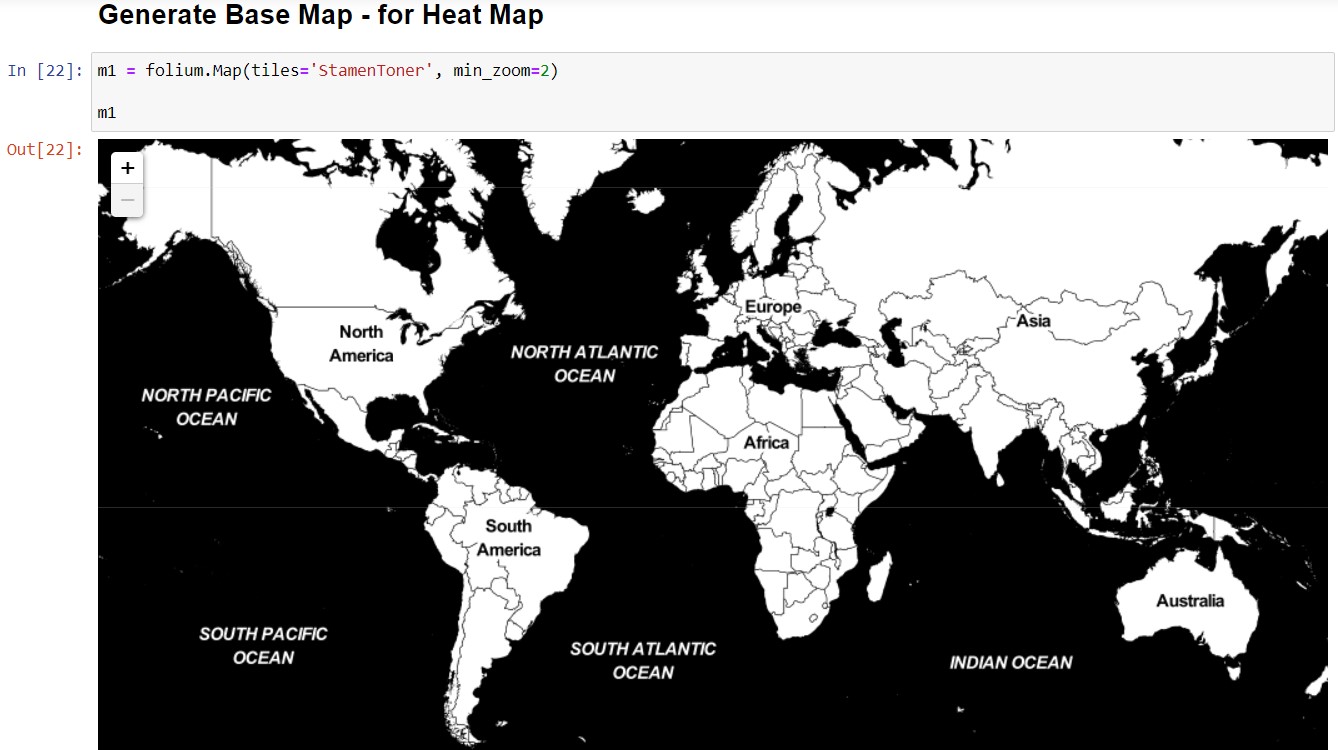 Generate Base Map - for Heat Map
In [22]:
m1 = folium.Map(tiles='StamenToner', min_zoom=2)
m1
Out[22]:
+
−
Europe
Asia
North
America
NORTH ATLANTIC
OCEAN
NORTH PACIFIC
OCEAN
Africa
South
America
Australia
SOUTH PACIFIC
OCEAN
SOUTH ATLANTIC
OCEAN
INDIAN OCEAN